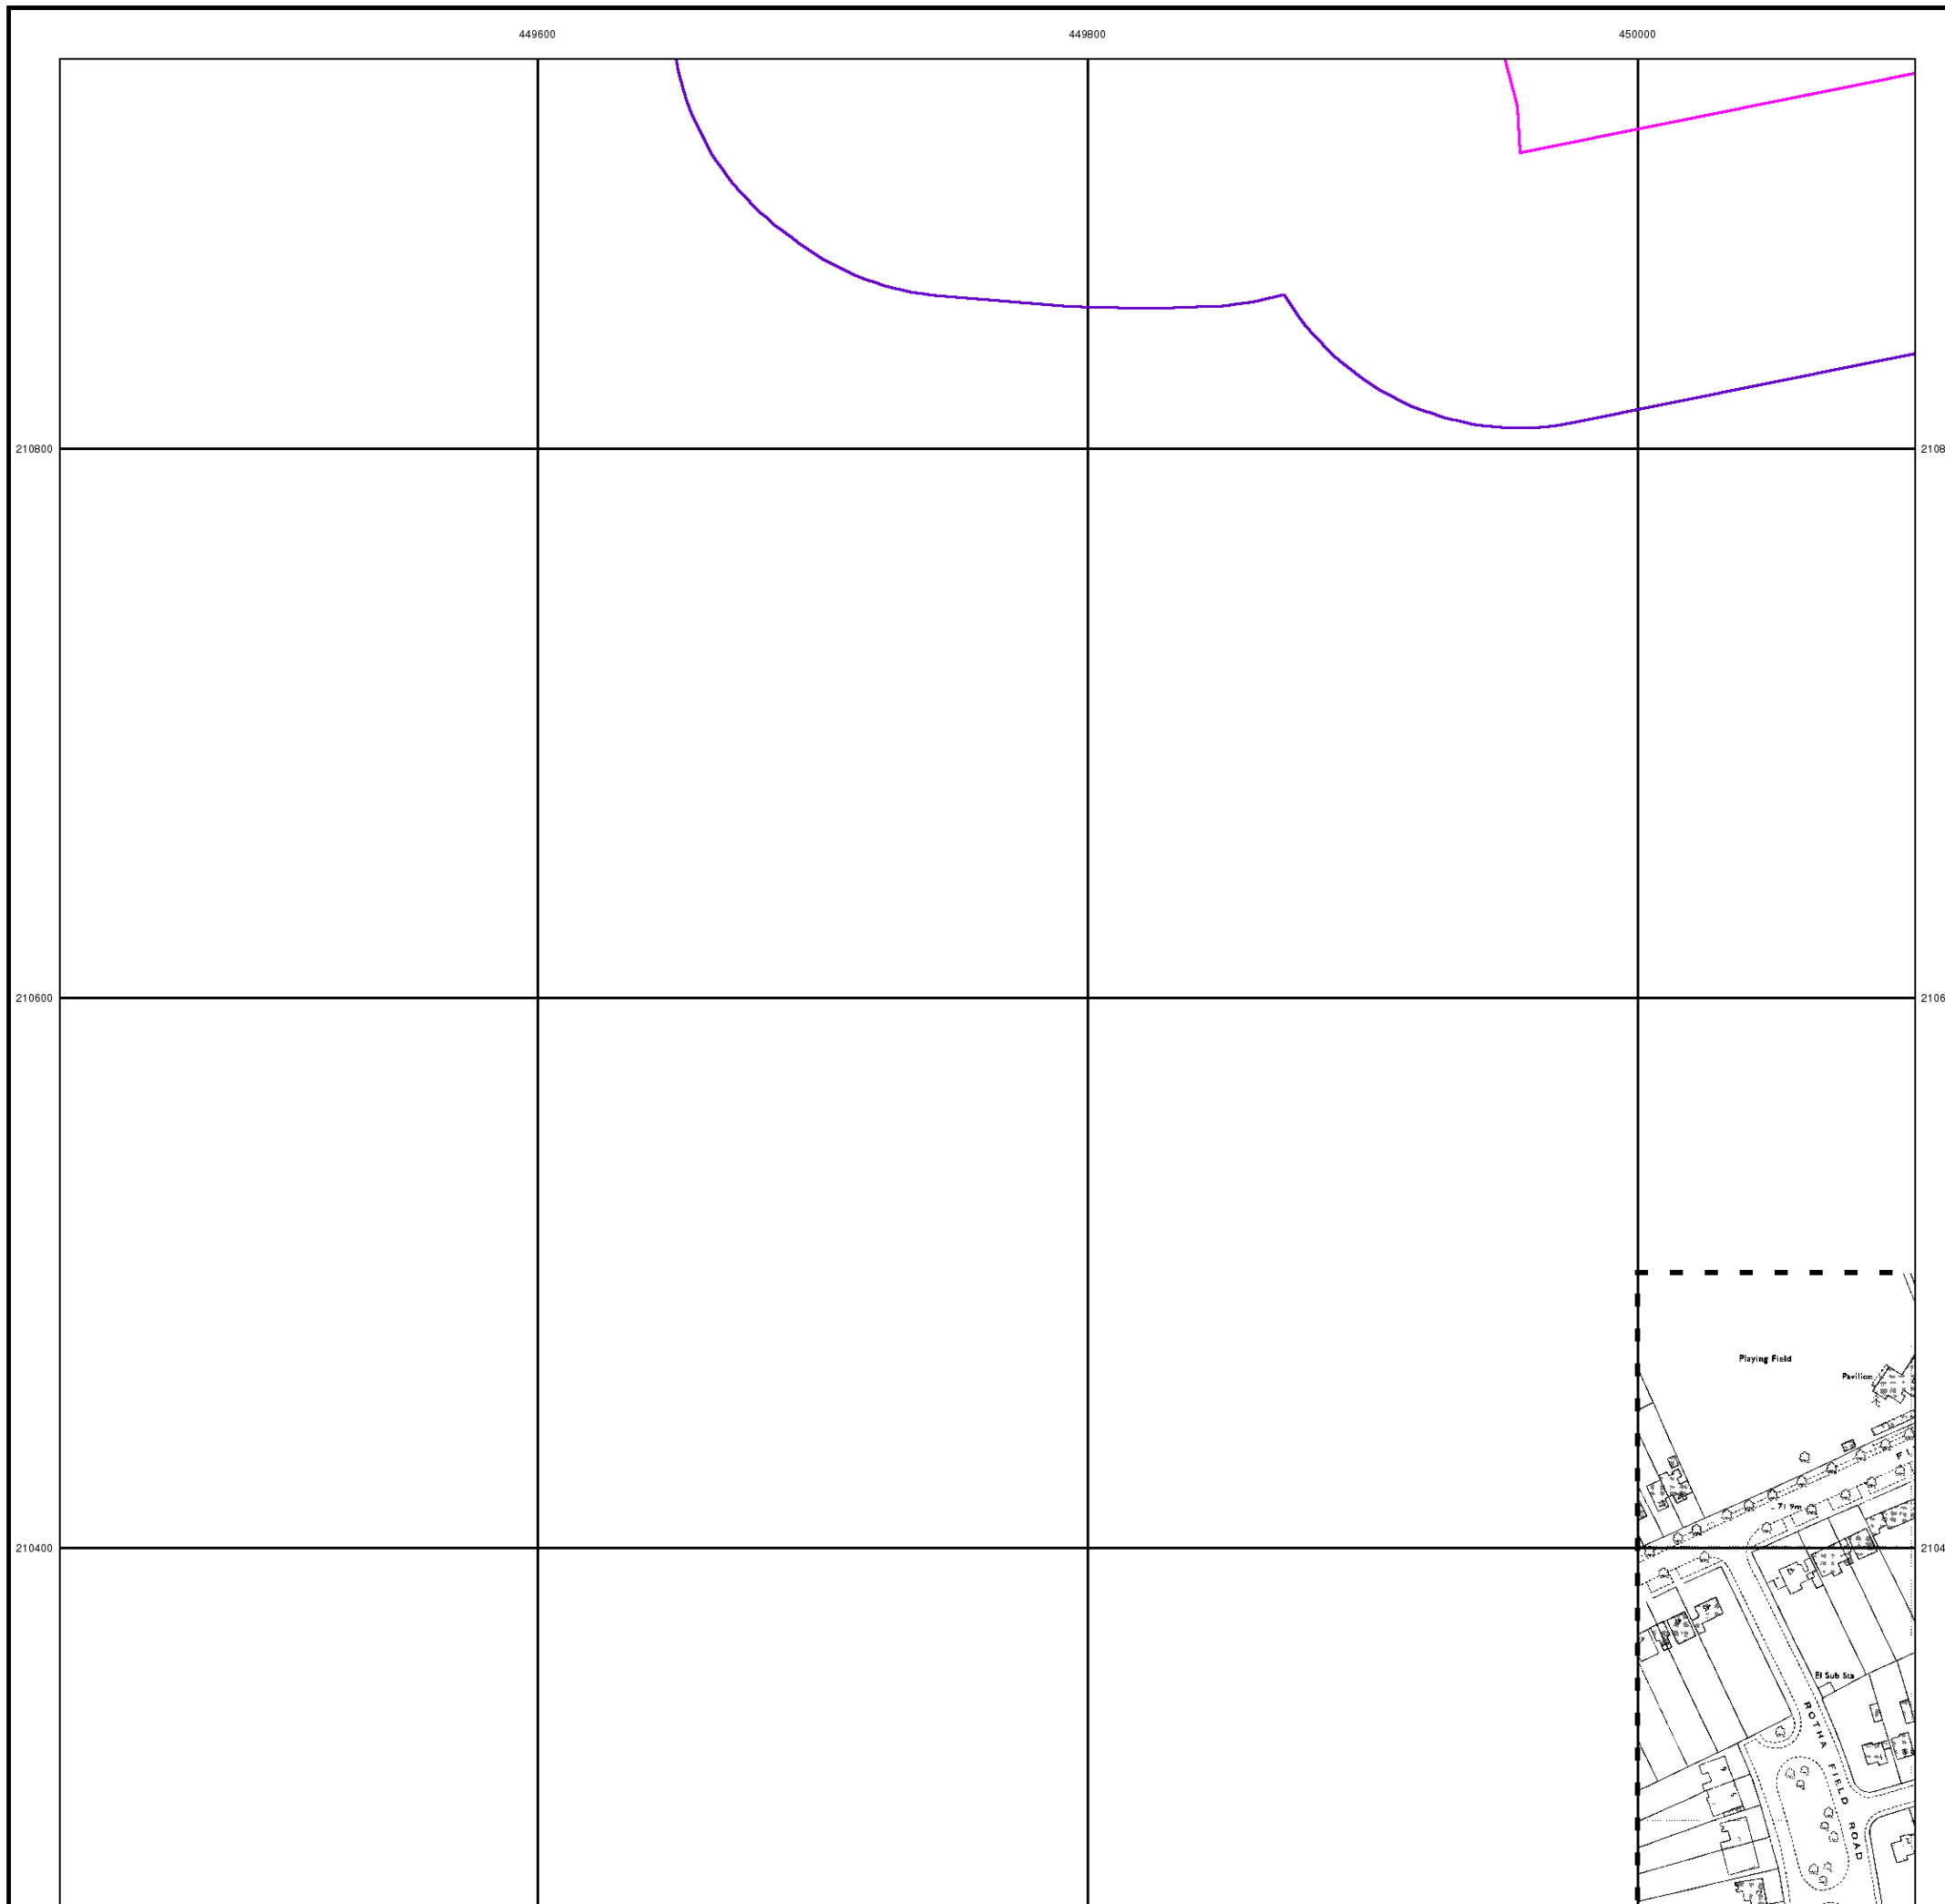 449600 449800 450000
210800 2108
210600 2106
Playing Field
Pavilion
71 9m
210400 2104
El Sub Sta
ROTHA FIELD ROAD